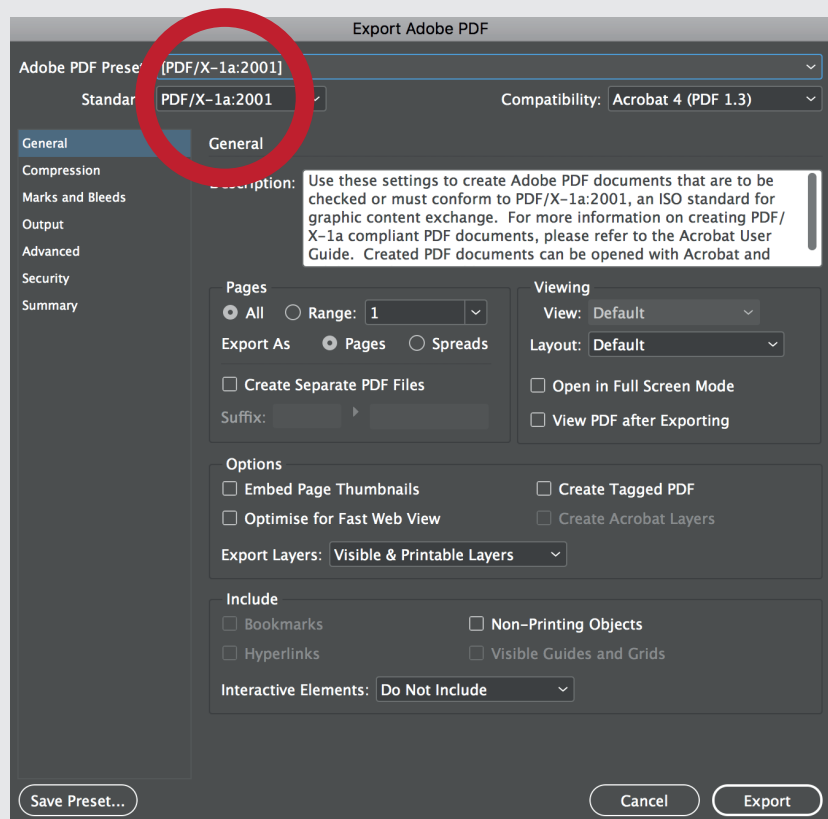 Export Adobe PDF
Adobe PDF Preset: [PDF/X-1a:2001]
Standard: PDF/X-1a:2001 Compatibility: Acrobat 4 (PDF 1.3)
General General
Compression
Description: Use these settings to create Adobe PDF documents that are to be
Marks and Bleeds checked or must conform to PDF/X-1a:2001, an ISO standard for
Output graphic content exchange. For more information on creating PDF/
X-1a compliant PDF documents, please refer to the Acrobat User
Advanced Guide. Created PDF documents can be opened with Acrobat and
Security
Summary
Pages Viewing
All Range: 1 View: Default
Export As Pages Spreads Layout: Default
Create Separate PDF Files Open in Full Screen Mode
Suffix: View PDF after Exporting
Options
Embed Page Thumbnails Create Tagged PDF
Optimise for Fast Web View Create Acrobat Layers
Export Layers: Visible & Printable Layers
Include
Bookmarks Non-Printing Objects
Hyperlinks Visible Guides and Grids
Interactive Elements: Do Not Include
Save Preset... Cancel Export